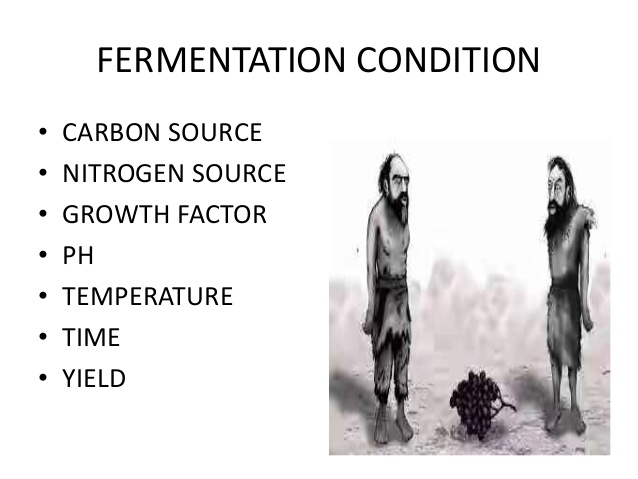 FERMENTATION CONDITION
• CARBON SOURCE
• NITROGEN SOURCE
• GROWTH FACTOR
• PH
• TEMPERATURE
• TIME
• YIELD